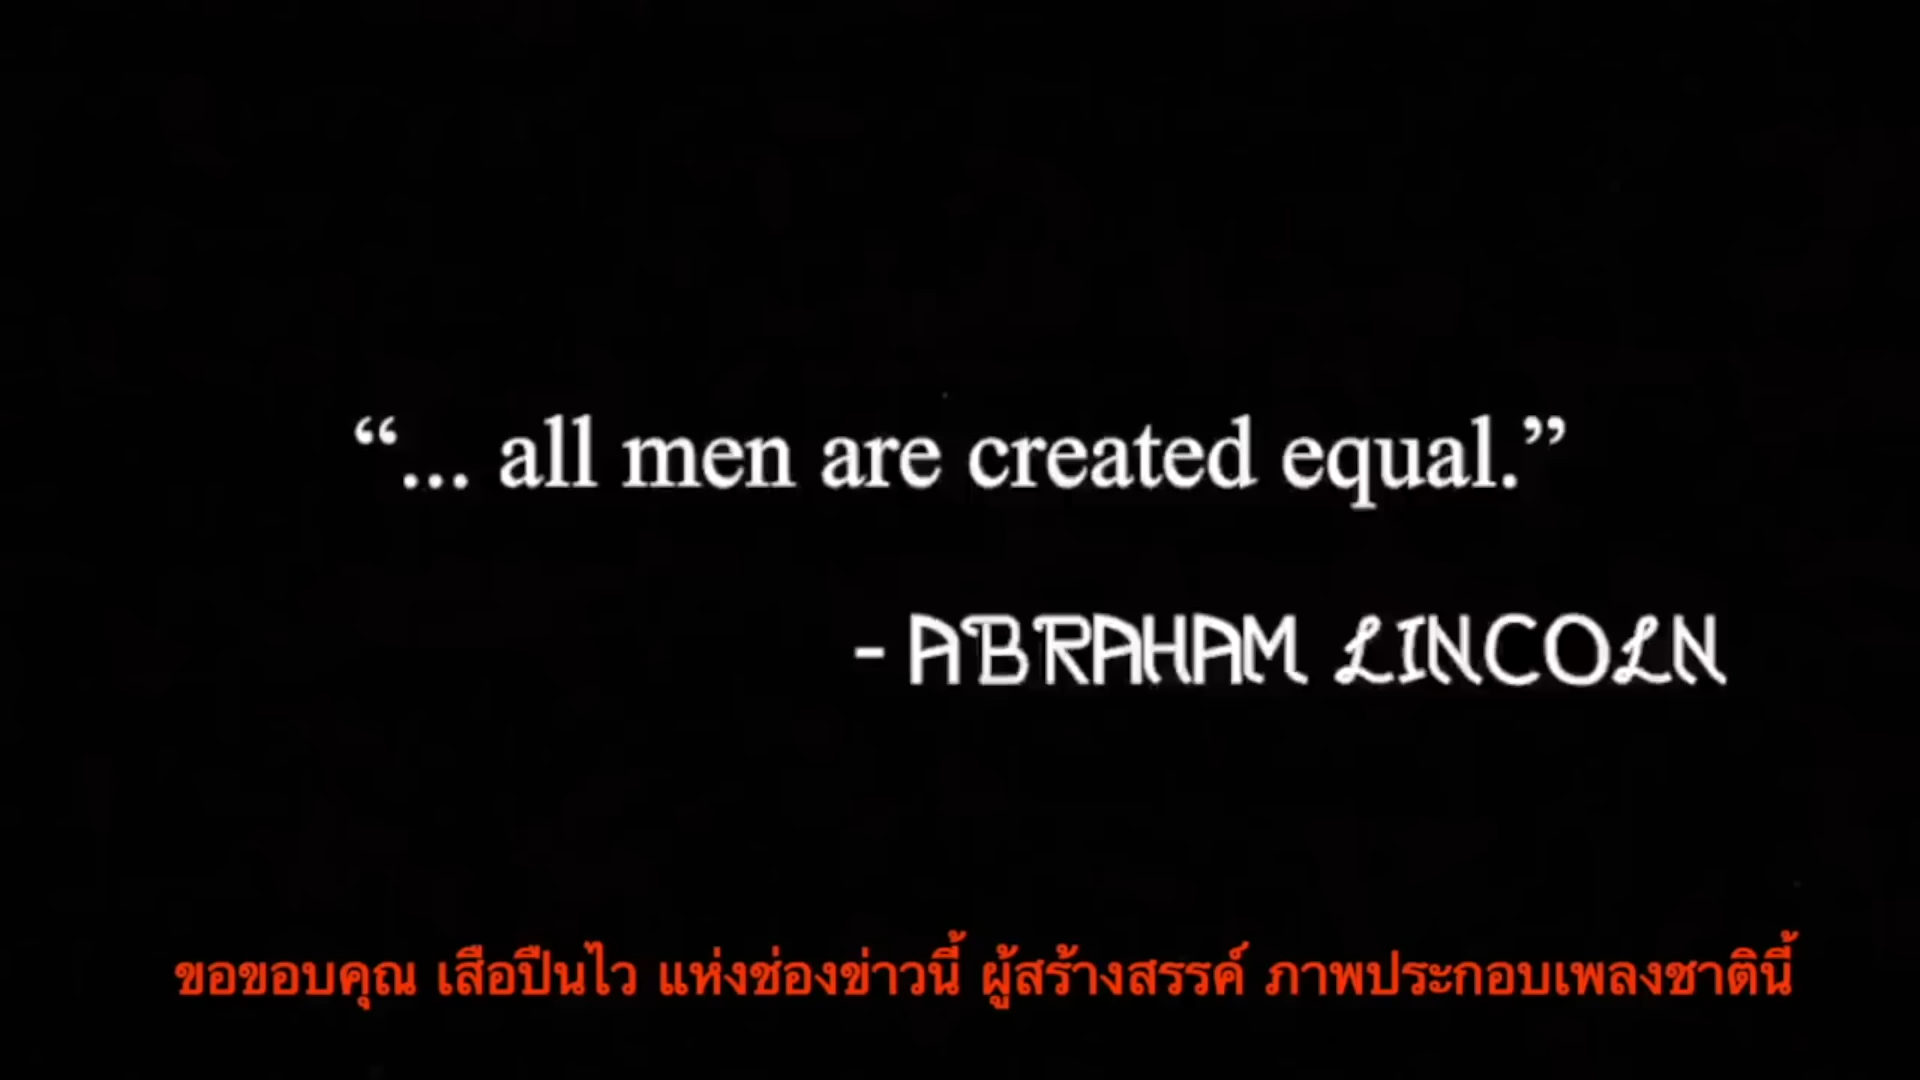 “... all men are created equal.”
- ABRAHAM LINCOLN
ขอขอบคุณ เสือปืนไว แห่งช่องข่าวนี้ ผู้สร้างสรรค์ ภาพประกอบเพลงชาตินี้